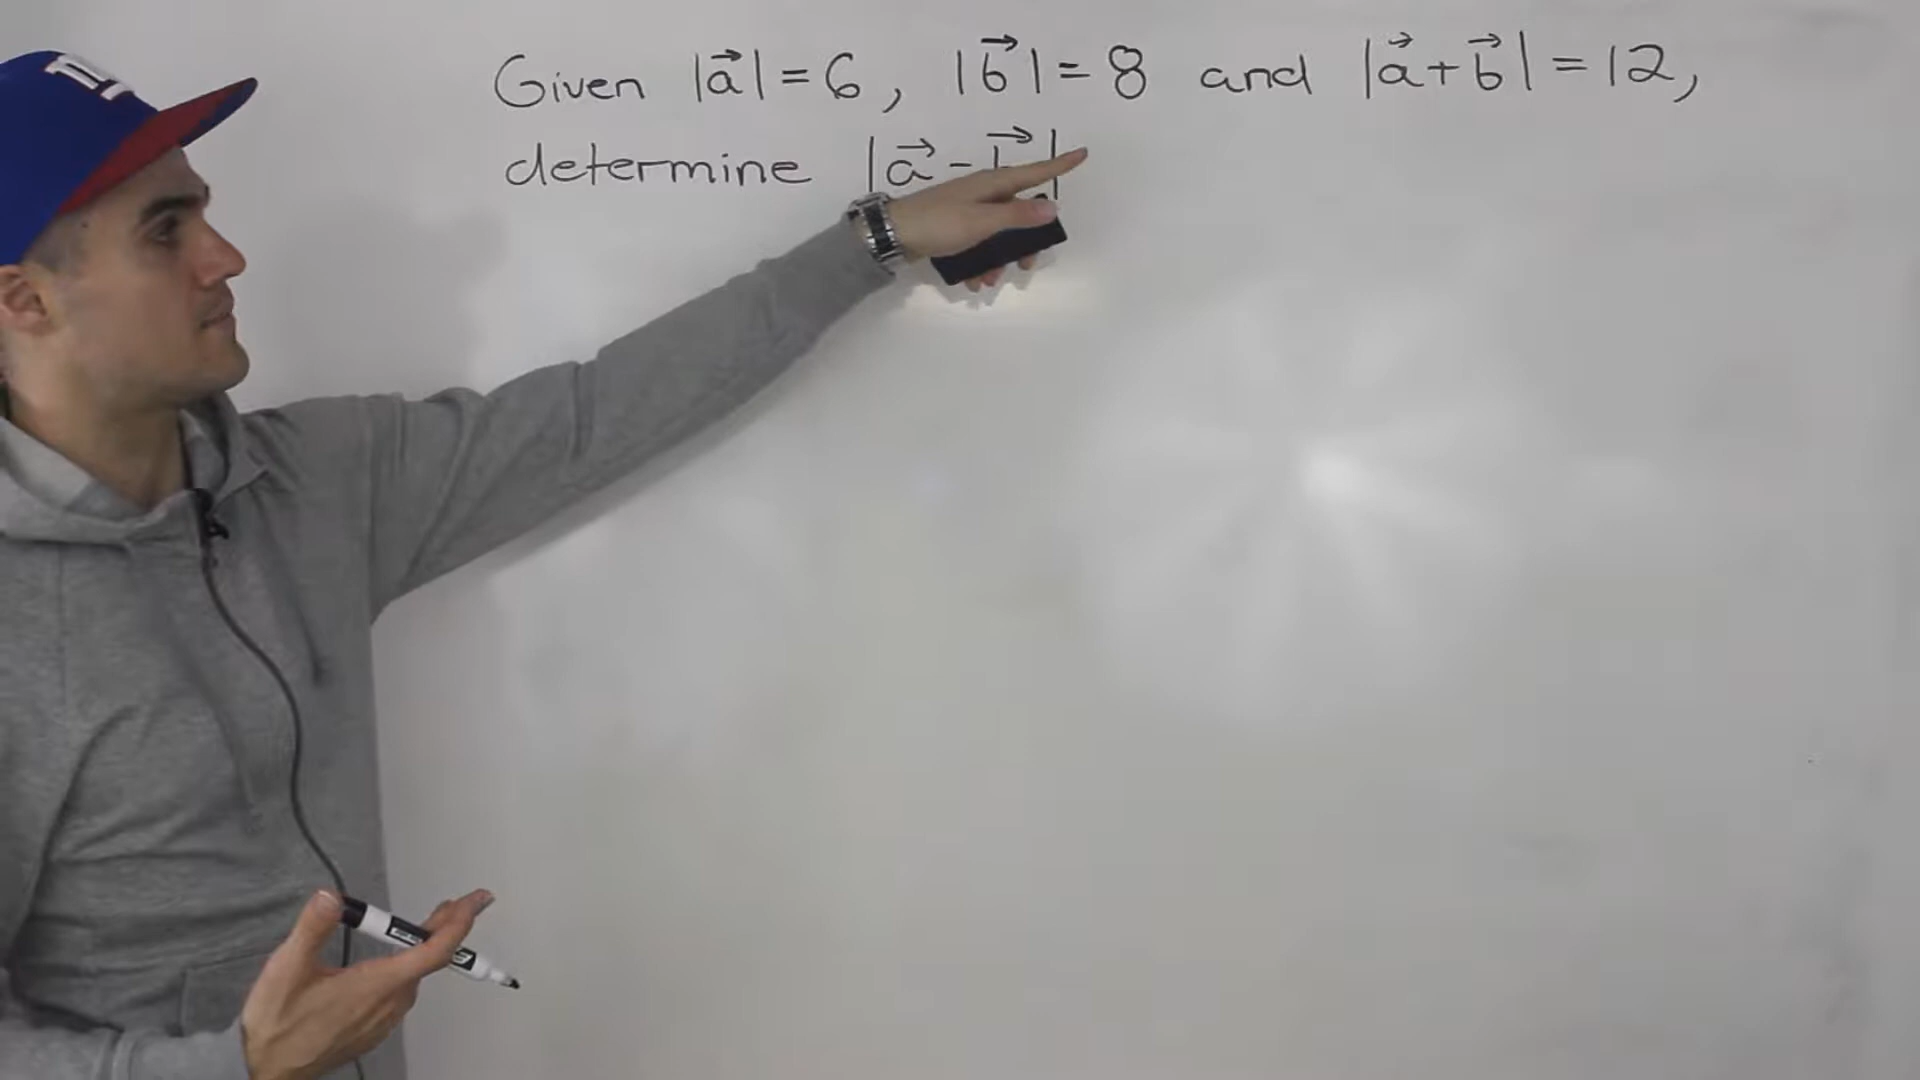 Given |a⃗| = 6, |b⃗| = 8 and |a⃗ + b⃗| = 12,
determine |a⃗ - b⃗|